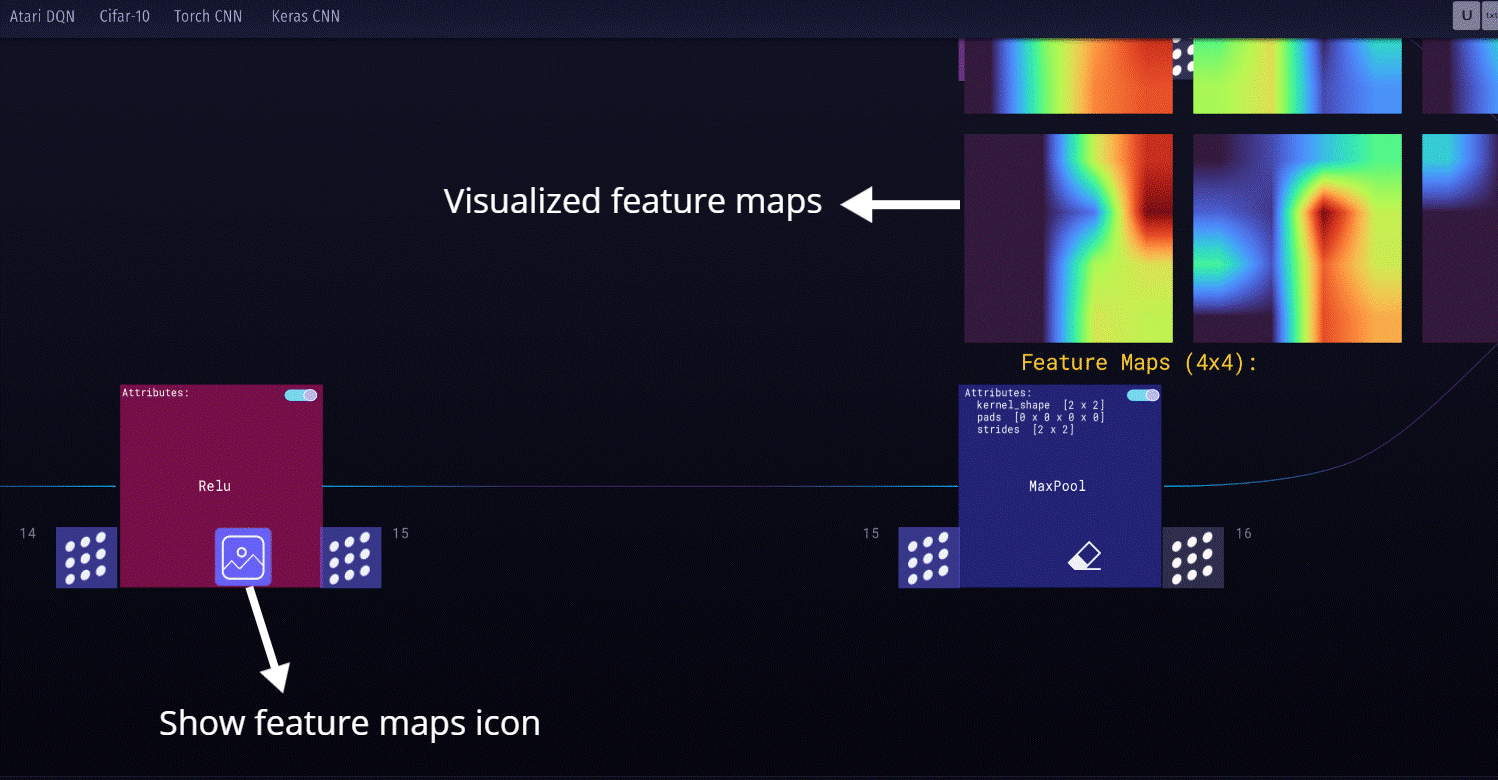 Atari DQN Cifar-10 Torch CNN Keras CNN
U txt
Visualized feature maps
Feature Maps (4x4):
Attributes:
Relu
14
15
Attributes:
kernel_shape [2 x 2]
pads [0 x 0 x 0 x 0]
strides [2 x 2]
MaxPool
15
16
Show feature maps icon